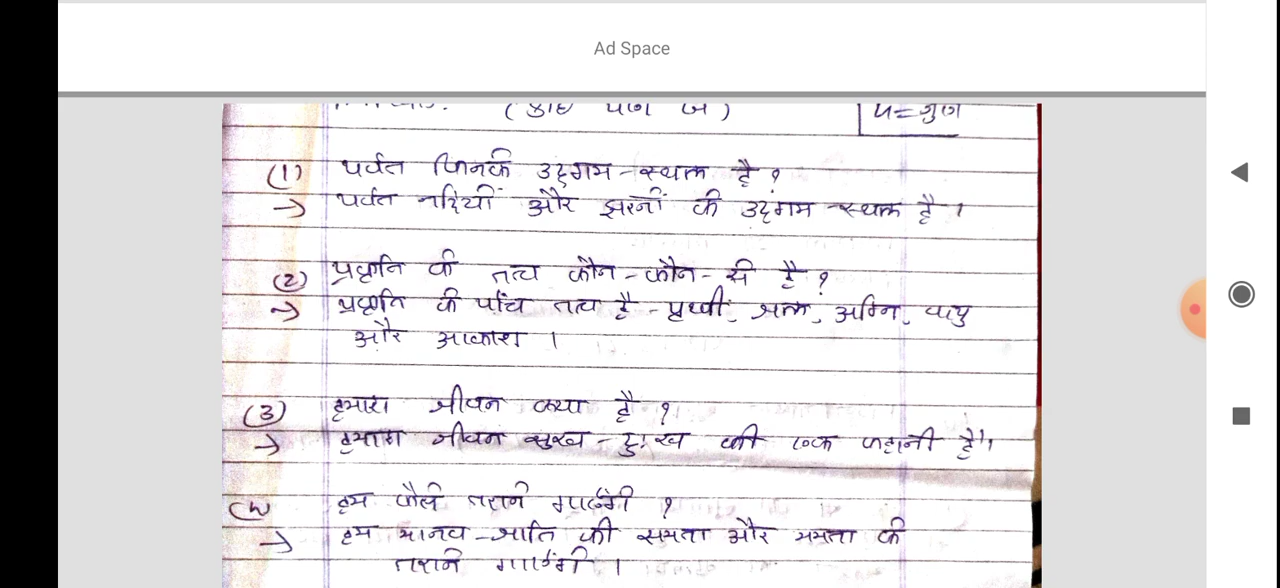 Ad Space
( કોઈ પણ બે )
५=गुण
(1) पर्वत किनके उद्गम-स्थल है ?
→ पर्वत नदियों और झरनों के उद्गम-स्थल है ।
(2) प्रकृति के तत्व कौन-कौन-से है ?
→ प्रकृति के पांच तत्व है - पृथ्वी, जल, अग्नि, वायु
और आकाश ।
(3) हमारा जीवन क्या है ?
→ हमारा जीवन सुख-दुःख की एक कहानी है।
हम कैसे तराने गाएंगे ?
→ हम मानव-जाति की समता और ममता के
तराने गाएंगे ।